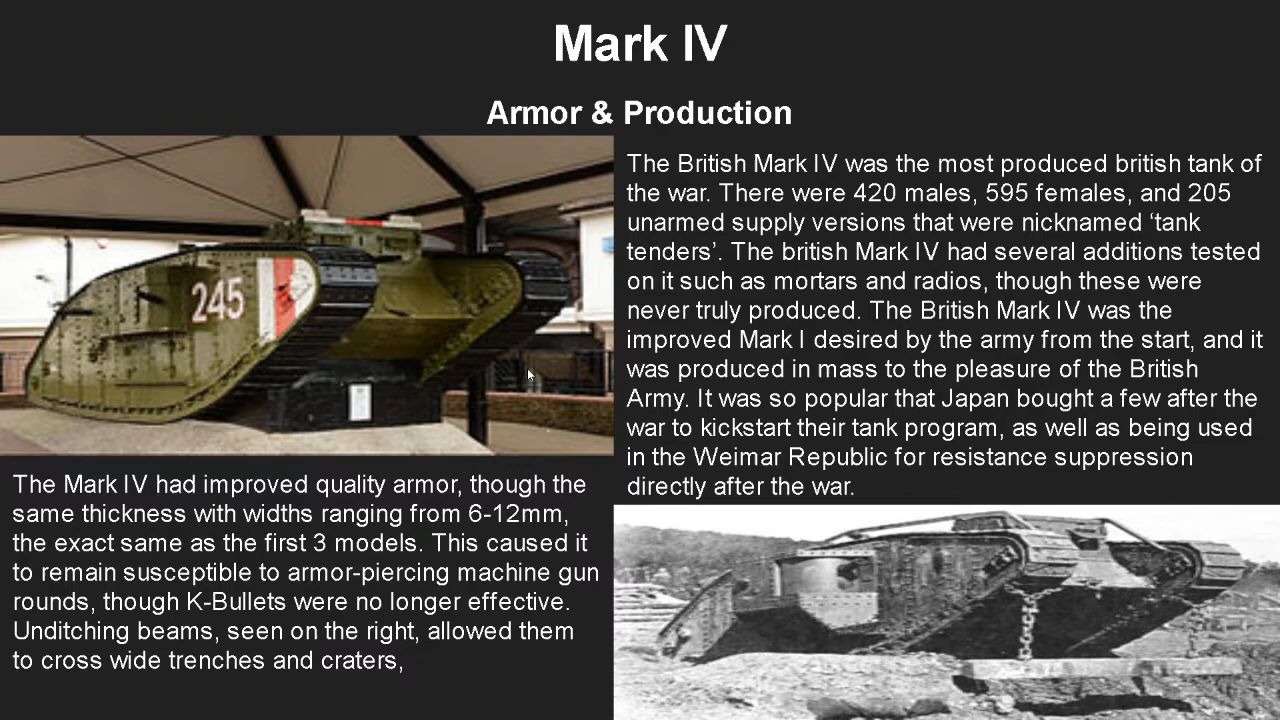 Mark IV
Armor & Production
The British Mark IV was the most produced british tank of
the war. There were 420 males, 595 females, and 205
unarmed supply versions that were nicknamed ‘tank
tenders’. The british Mark IV had several additions tested
on it such as mortars and radios, though these were
never truly produced. The British Mark IV was the
improved Mark I desired by the army from the start, and it
was produced in mass to the pleasure of the British
Army. It was so popular that Japan bought a few after the
war to kickstart their tank program, as well as being used
in the Weimar Republic for resistance suppression
directly after the war.
245
The Mark IV had improved quality armor, though the
same thickness with widths ranging from 6-12mm,
the exact same as the first 3 models. This caused it
to remain susceptible to armor-piercing machine gun
rounds, though K-Bullets were no longer effective.
Unditching beams, seen on the right, allowed them
to cross wide trenches and craters,